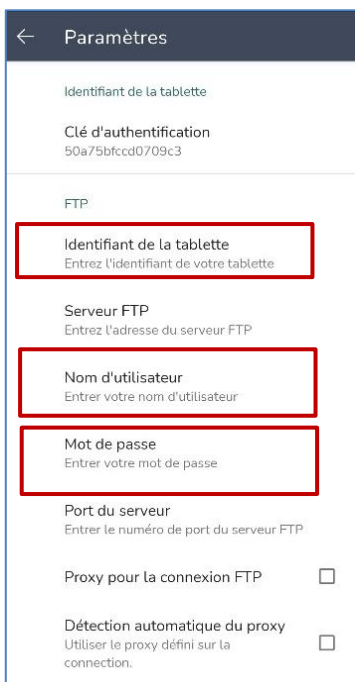 Paramètres
Identifiant de la tablette
Clé d'authentification
50a75bfccd0709c3
FTP
Identifiant de la tablette
Entrez l'identifiant de votre tablette
Serveur FTP
Entrez l'adresse du serveur FTP
Nom d'utilisateur
Entrer votre nom d'utilisateur
Mot de passe
Entrer votre mot de passe
Port du serveur
Entrer le numéro de port du serveur FTP
Proxy pour la connexion FTP
Détection automatique du proxy
Utiliser le proxy défini sur la
connection.